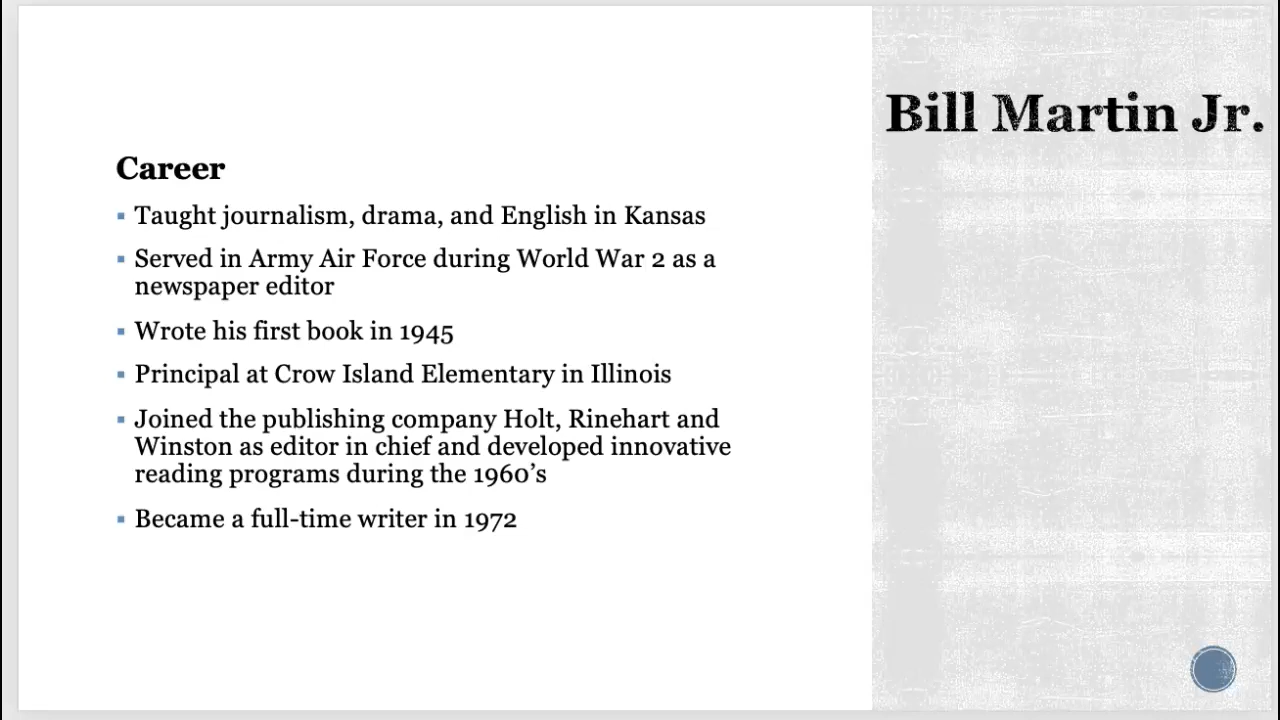 Bill Martin Jr.
Career
▪ Taught journalism, drama, and English in Kansas
▪ Served in Army Air Force during World War 2 as a
newspaper editor
▪ Wrote his first book in 1945
▪ Principal at Crow Island Elementary in Illinois
▪ Joined the publishing company Holt, Rinehart and
Winston as editor in chief and developed innovative
reading programs during the 1960’s
▪ Became a full-time writer in 1972